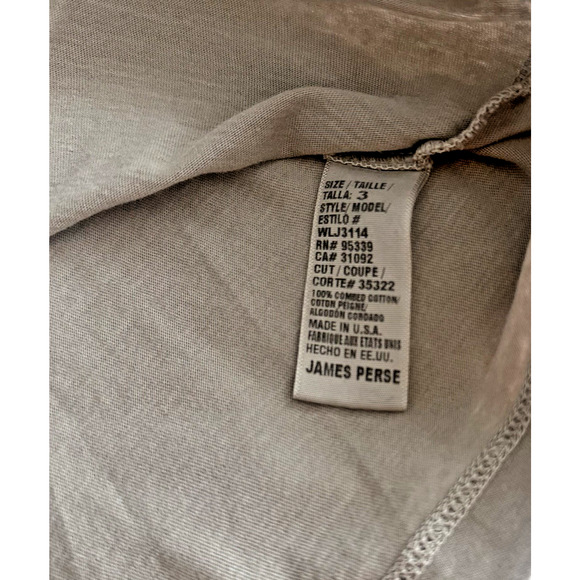 SIZE / TAILLE /
TALLA: 3
STYLE/ MODEL/
ESTILO #
WLJ3114
RN# 95339
CA# 31092
CUT / COUPE /
CORTE# 35322
100% COMBED COTTON/
COTON PEIGNE/
ALGODON CORDADO
MADE IN U.S.A.
FABRIQUE AUX ETATS UNIS
HECHO EN EE.UU.
JAMES PERSE